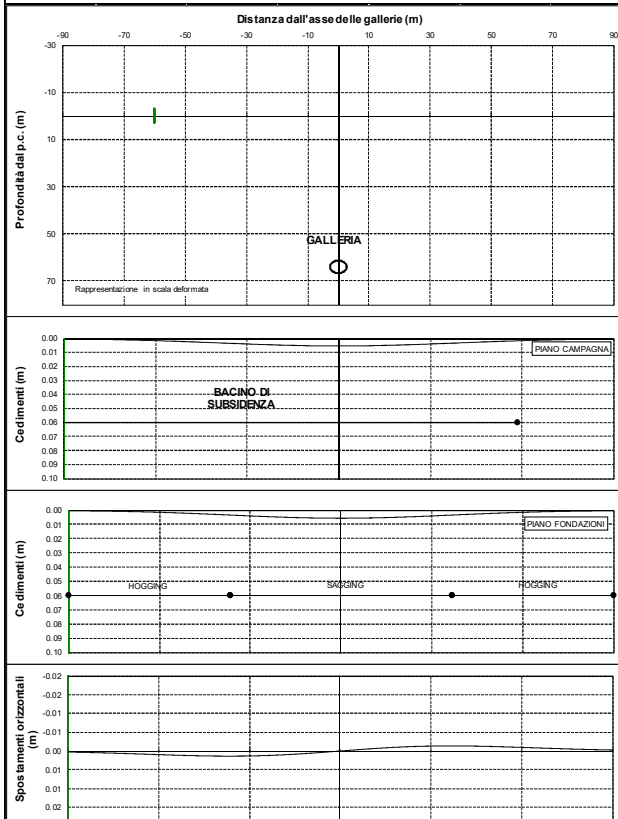 Distanza dall'asse delle gallerie (m)
-90 -70 -50 -30 -10 10 30 50 70 90
-30
-10
10
30
50
70
Profondità dal p.c. (m)
GALLERIA
Rappresentazione in scala deformata
0.00
0.01
0.02
0.03
0.04
0.05
0.06
0.07
0.08
0.09
0.10
Cedimenti (m)
PIANO CAMPAGNA
BACINO DI
SUBSIDENZA
0.00
0.01
0.02
0.03
0.04
0.05
0.06
0.07
0.08
0.09
0.10
Cedimenti (m)
PIANO FONDAZIONI
HOGGING SAGGING HOGGING
-0.02
-0.02
-0.01
-0.01
0.00
0.01
0.01
0.02
Spostamenti orizzontali
(m)